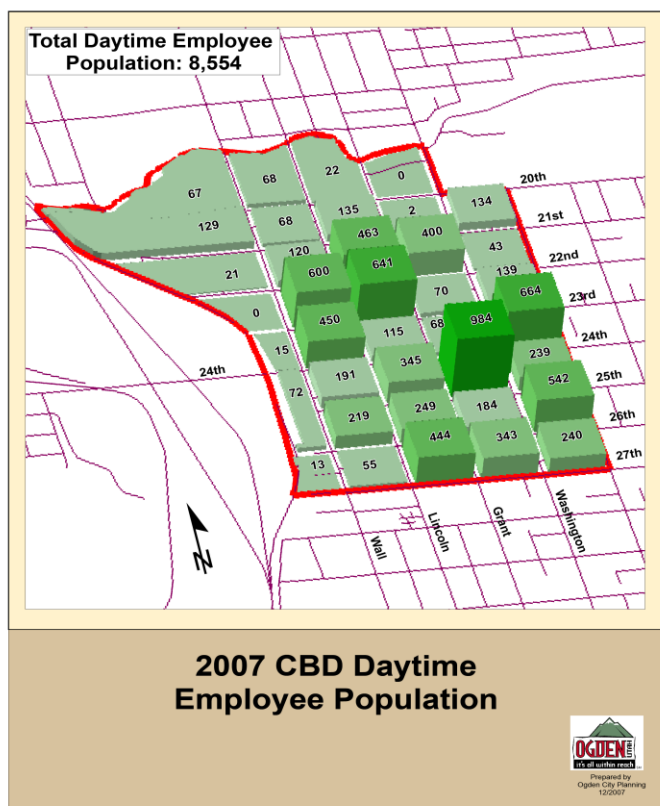 Total Daytime Employee
Population: 8,554
67
68
22
0
134
20th
129
68
135
2
21st
463
400
43
22nd
120
21
600
641
139
70
664
23rd
0
450
68
984
15
115
24th
24th
72
191
345
239
25th
542
219
249
184
26th
444
343
240
27th
13
55
Wall
Lincoln
Grant
Washington
N
2007 CBD Daytime
Employee Population
OGDEN
UTAH
it's all within reach
Prepared by
Ogden City Planning
12/2007